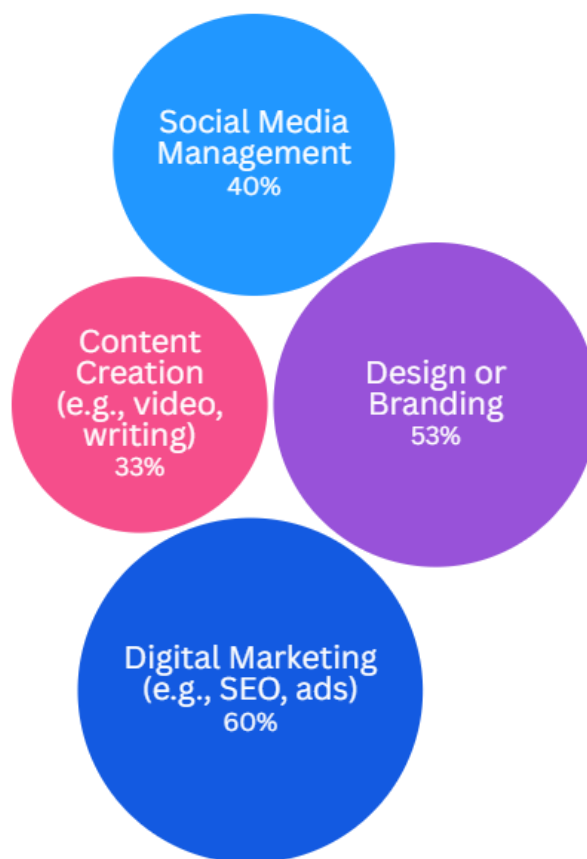 Social Media
Management
40%
Content
Creation
(e.g., video,
writing)
33%
Design or
Branding
53%
Digital Marketing
(e.g., SEO, ads)
60%